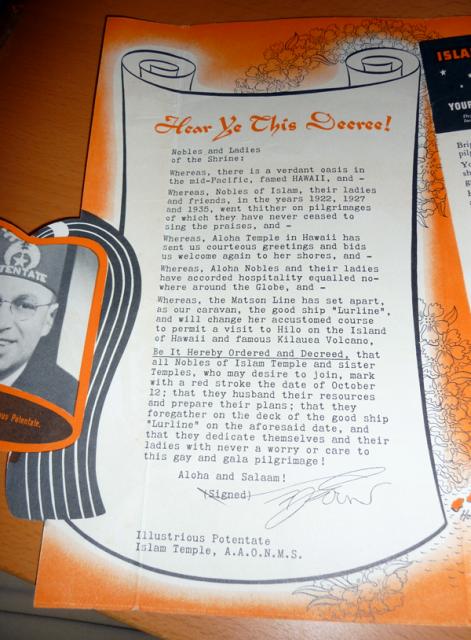 Hear Ye This Decree!
Nobles and Ladies
of the Shrine:
Whereas, there is a verdant oasis in
the mid-Pacific, famed HAWAII, and -
Whereas, Nobles of Islam, their ladies
and friends, in the years 1922, 1927
and 1935, went thither on pilgrimages
of which they have never ceased to
sing the praises, and -
Whereas, Aloha Temple in Hawaii has
sent us courteous greetings and bids
us welcome again to her shores, and -
Whereas, Aloha Nobles and their ladies
have accorded hospitality equalled no-
where around the Globe, and -
Whereas, the Matson Line has set apart,
as our caravan, the good ship "Lurline",
and will change her accustomed course
to permit a visit to Hilo on the Island
of Hawaii and famous Kilauea Volcano,
Be It Hereby Ordered and Decreed, that
all Nobles of Islam Temple and sister
Temples, who may desire to join, mark
with a red stroke the date of October
12; that they husband their resources
and prepare their plans; that they
foregather on the deck of the good ship
"Lurline" on the aforesaid date, and
that they dedicate themselves and their
ladies with never a worry or care to
this gay and gala pilgrimage!
Aloha and Salaam!
(Signed)
Illustrious Potentate
Islam Temple, A.A.O.N.M.S.
Potentate.
YOUR